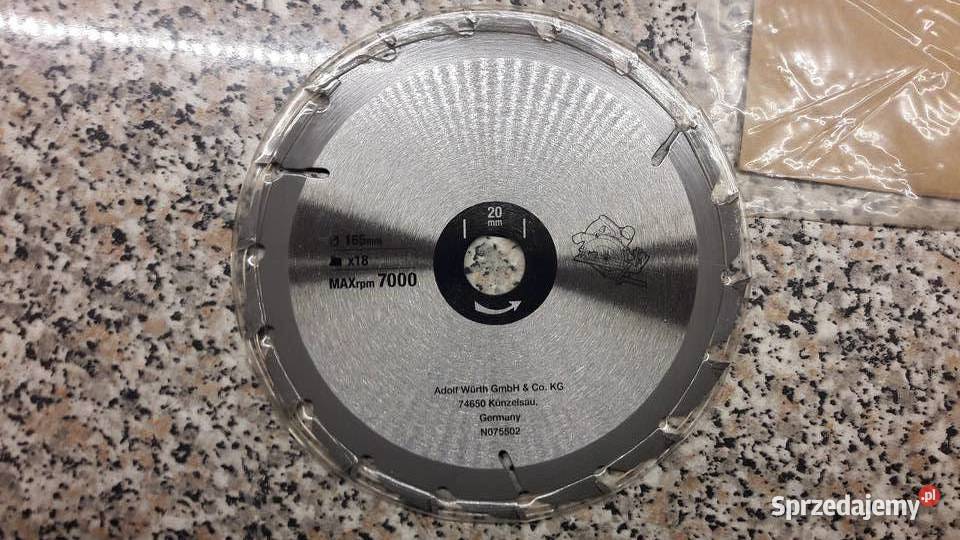 20
mm
165mm
x18
MAXrpm 7000
Adolf Würth GmbH & Co. KG
74650 Künzelsau.
Germany
N075502
Sprzedajemy.pl